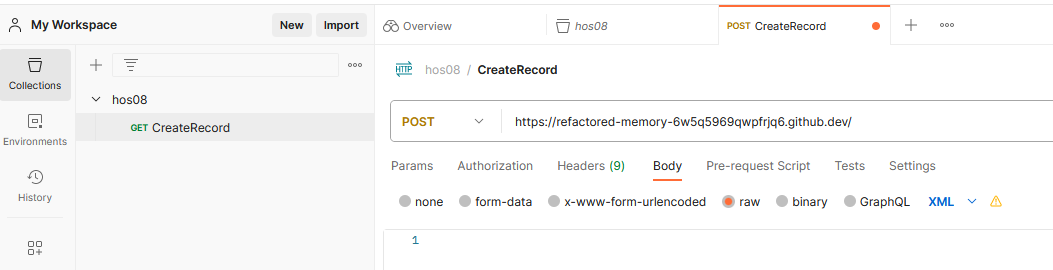 My Workspace
New
Import
Overview
hos08
POST CreateRecord
Collections
Environments
History
hos08
GET CreateRecord
HTTP
hos08 / CreateRecord
POST
https://refactored-memory-6w5q5969qwpfrjq6.github.dev/
Params
Authorization
Headers (9)
Body
Pre-request Script
Tests
Settings
none
form-data
x-www-form-urlencoded
raw
binary
GraphQL
XML
1